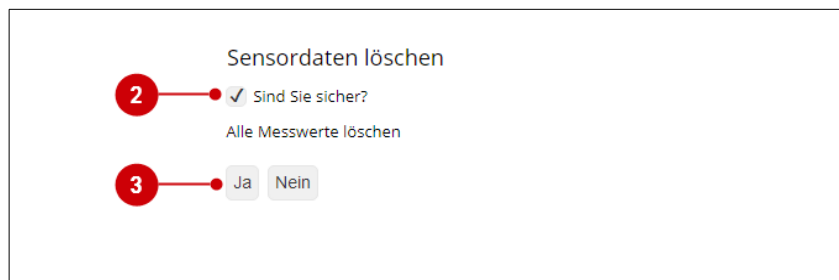 Sensordaten löschen
2
Sind Sie sicher?
Alle Messwerte löschen
3
Ja Nein